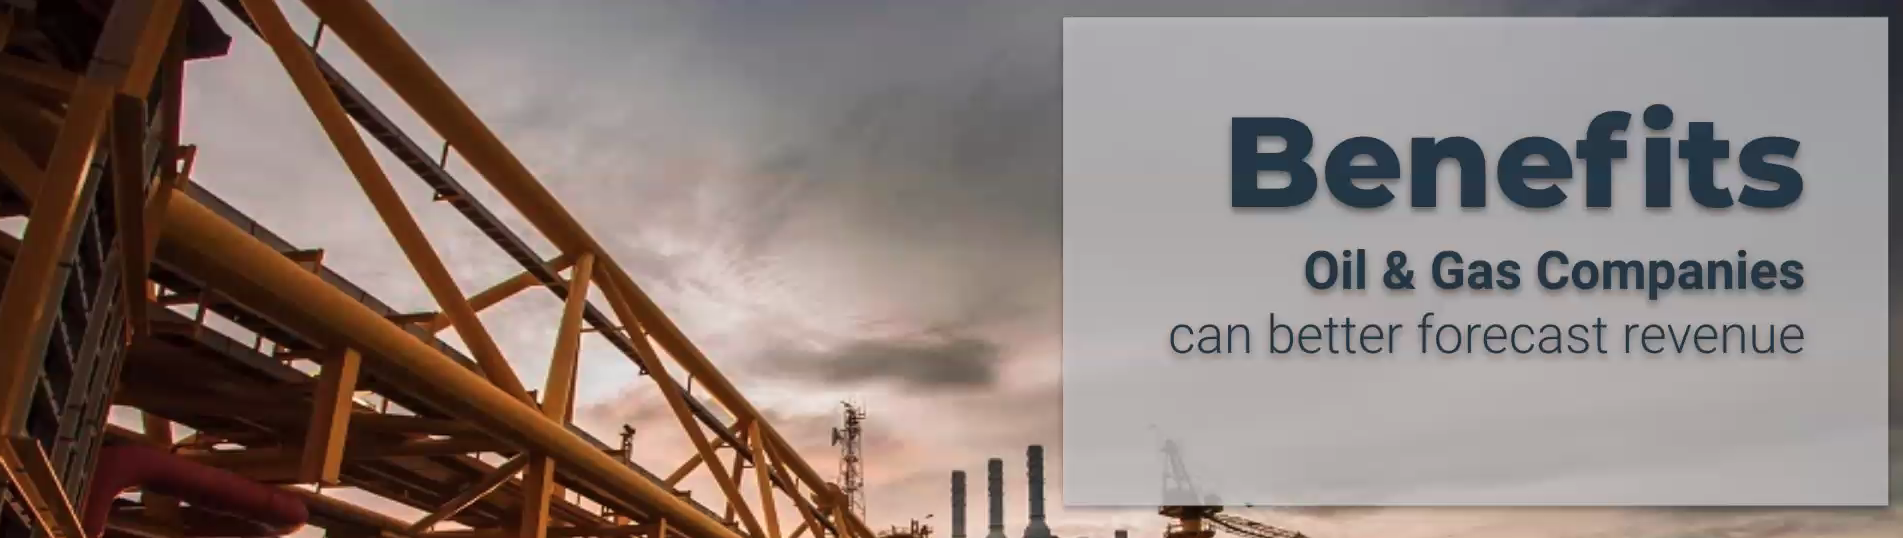 Benefits
Oil & Gas Companies
can better forecast revenue